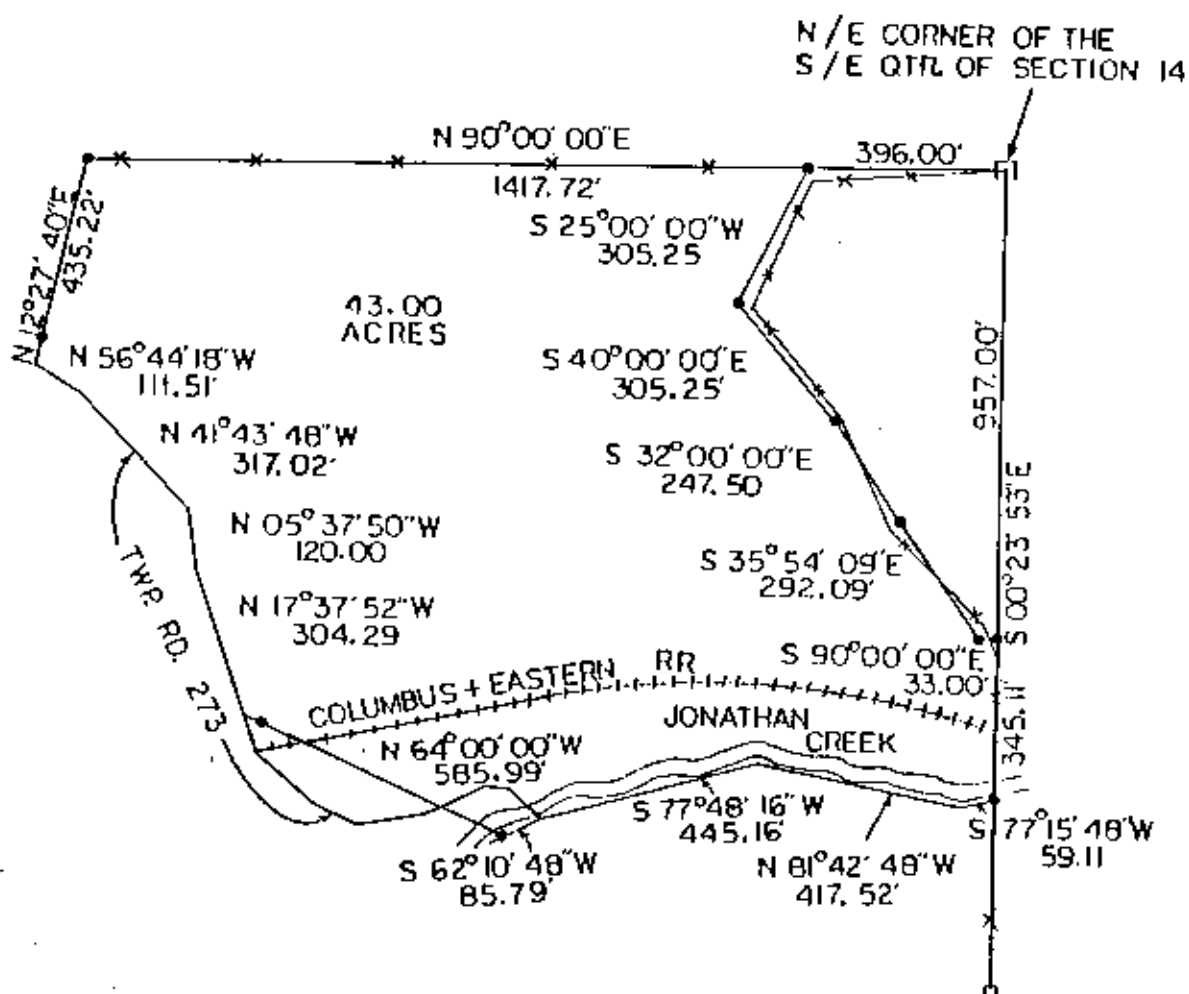 N/E CORNER OF THE
S/E QTR. OF SECTION 14
N 90°00'00"E
1417.72'
396.00'
N 12°27'40"E
435.22'
S 25°00'00"W
305.25
43.00
ACRES
N 56°44'18"W
111.51'
S 40°00'00"E
305.25'
957.00'
N 41°43'48"W
317.02'
S 32°00'00"E
247.50
N 05°37'50"W
120.00
S 35°54'09"E
292.09'
S 00°23'53"E
TWP. RD. 273
N 17°37'52"W
304.29
S 90°00'00"E
33.00'
COLUMBUS + EASTERN RR
345.11'
JONATHAN
CREEK
N 64°00'00"W
585.99'
S 77°48'16"W
445.16'
S 77°15'48"W
59.11
S 62°10'48"W
85.79'
N 81°42'48"W
417.52'